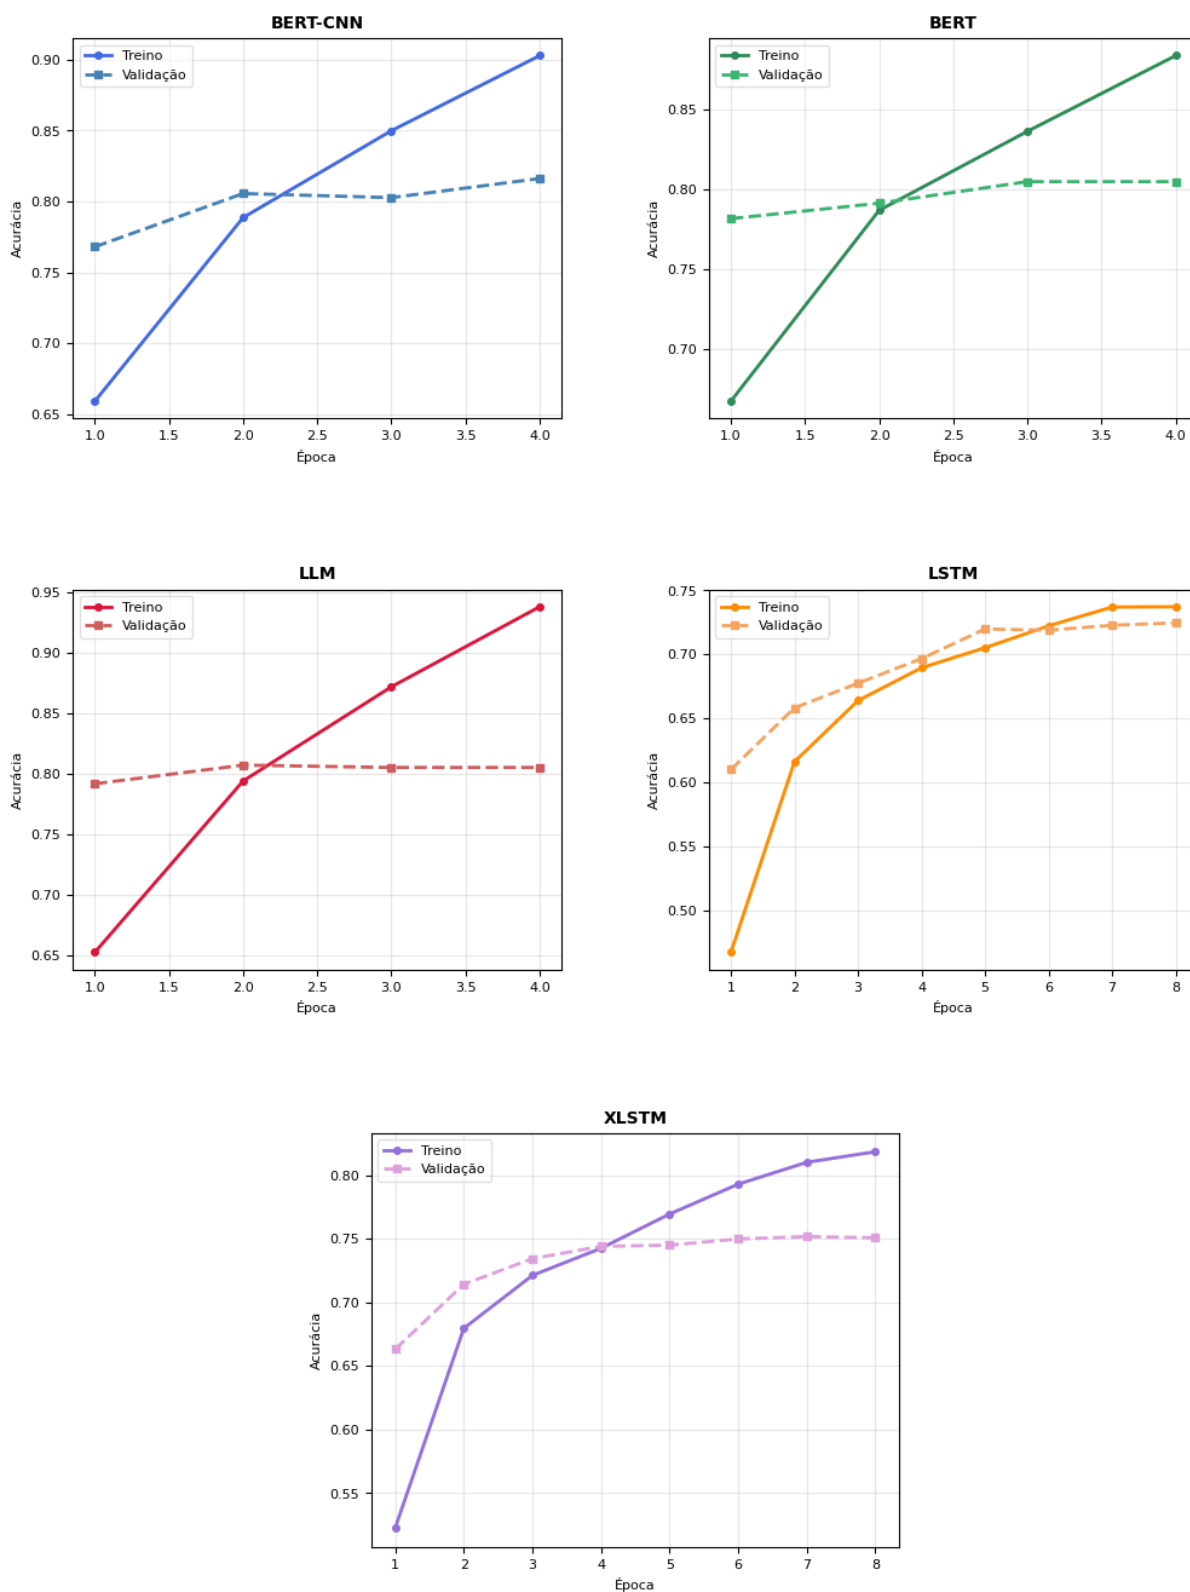 BERT-CNN
Treino
Validação
0.90
0.85
0.80
0.75
0.70
0.65
Acurácia
1.0 1.5 2.0 2.5 3.0 3.5 4.0
Época
BERT
Treino
Validação
0.85
0.80
0.75
0.70
Acurácia
1.0 1.5 2.0 2.5 3.0 3.5 4.0
Época
LLM
Treino
Validação
0.95
0.90
0.85
0.80
0.75
0.70
0.65
Acurácia
1.0 1.5 2.0 2.5 3.0 3.5 4.0
Época
LSTM
Treino
Validação
0.75
0.70
0.65
0.60
0.55
0.50
Acurácia
1 2 3 4 5 6 7 8
Época
XLSTM
Treino
Validação
0.80
0.75
0.70
0.65
0.60
0.55
Acurácia
1 2 3 4 5 6 7 8
Época